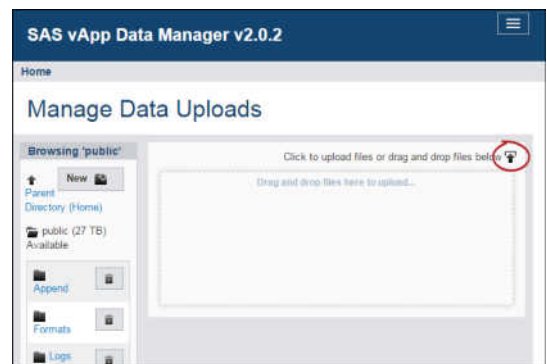 SAS vApp Data Manager v2.0.2
Home
Manage Data Uploads
Browsing 'public'
New
Parent
Directory (Home)
public (27 TB)
Available
Append
Formats
Logs
Click to upload files or drag and drop files below
Drag and drop files here to upload...